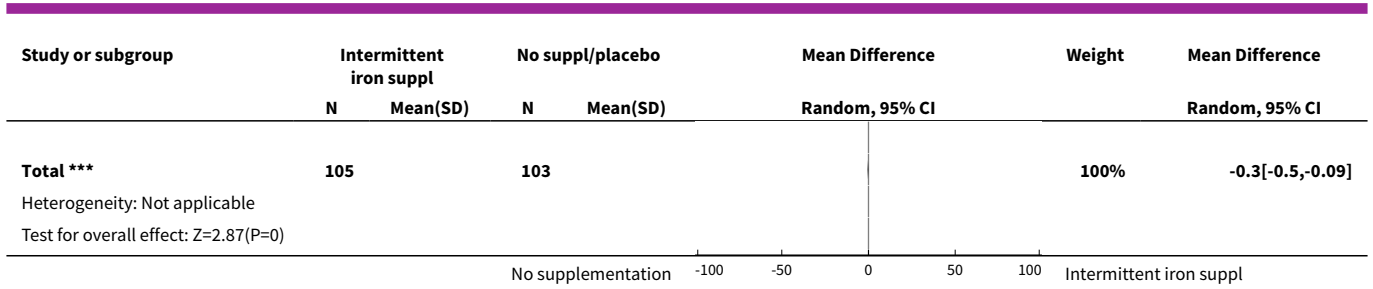 Study or subgroup Intermittent iron suppl No suppl/placebo Mean Difference Weight Mean Difference
N Mean(SD) N Mean(SD) Random, 95% CI Random, 95% CI
Total *** 105 103 100% -0.3[-0.5,-0.09]
Heterogeneity: Not applicable
Test for overall effect: Z=2.87(P=0)
No supplementation -100 -50 0 50 100 Intermittent iron suppl